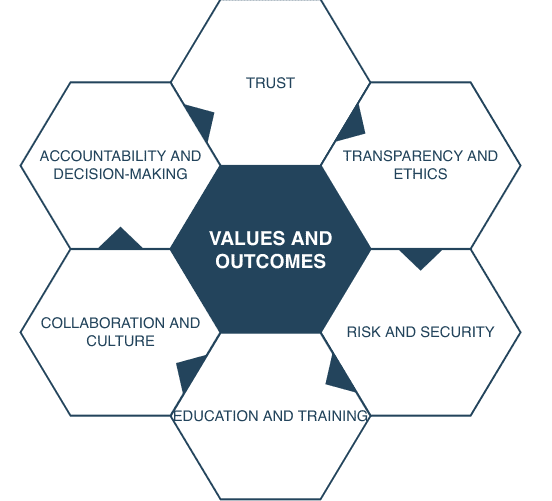 TRUST
ACCOUNTABILITY AND
DECISION-MAKING
TRANSPARENCY AND
ETHICS
VALUES AND
OUTCOMES
COLLABORATION AND
CULTURE
RISK AND SECURITY
EDUCATION AND TRAINING